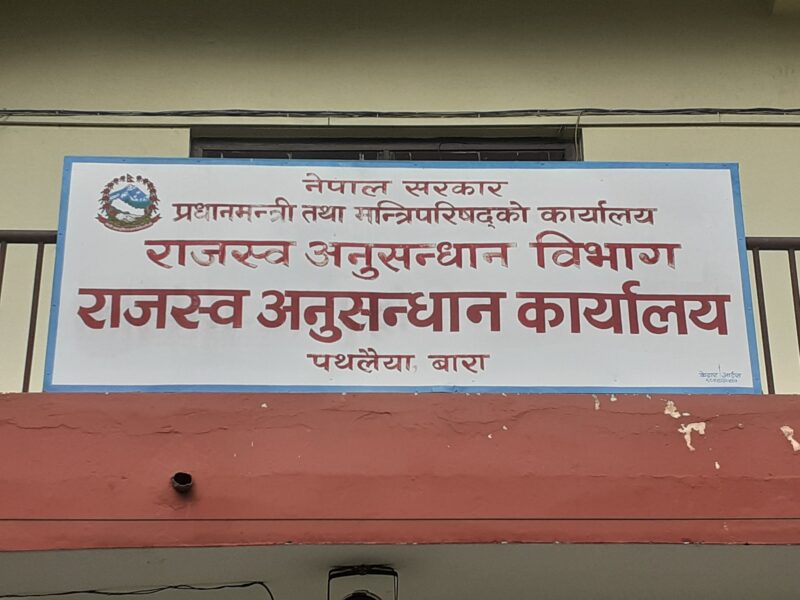 नेपाल सरकार
प्रधानमन्त्री तथा मन्त्रिपरिषद्को कार्यालय
राजस्व अनुसन्धान विभाग
राजस्व अनुसन्धान कार्यालय
पथलैया, बारा